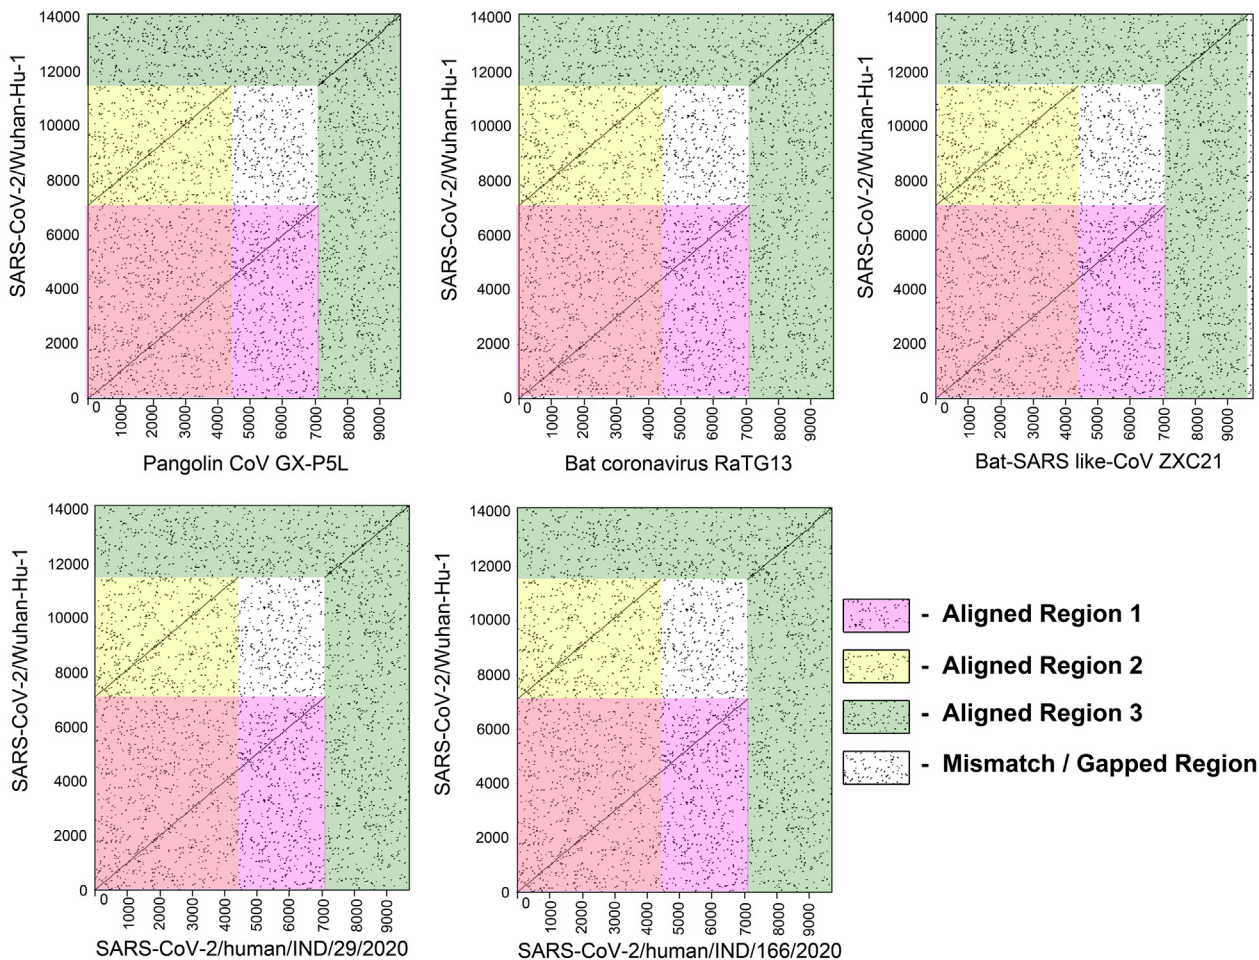 SARS-CoV-2/Wuhan-Hu-1
14000
12000
10000
8000
6000
4000
2000
0
0 1000 2000 3000 4000 5000 6000 7000 8000 9000
Pangolin CoV GX-P5L
SARS-CoV-2/Wuhan-Hu-1
14000
12000
10000
8000
6000
4000
2000
0
0 1000 2000 3000 4000 5000 6000 7000 8000 9000
Bat coronavirus RaTG13
SARS-CoV-2/Wuhan-Hu-1
14000
12000
10000
8000
6000
4000
2000
0
0 1000 2000 3000 4000 5000 6000 7000 8000 9000
Bat-SARS like-CoV ZXC21
SARS-CoV-2/Wuhan-Hu-1
14000
12000
10000
8000
6000
4000
2000
0
0 1000 2000 3000 4000 5000 6000 7000 8000 9000
SARS-CoV-2/human/IND/29/2020
SARS-CoV-2/Wuhan-Hu-1
14000
12000
10000
8000
6000
4000
2000
0
0 1000 2000 3000 4000 5000 6000 7000 8000 9000
SARS-CoV-2/human/IND/166/2020
- Aligned Region 1
- Aligned Region 2
- Aligned Region 3
- Mismatch / Gapped Region